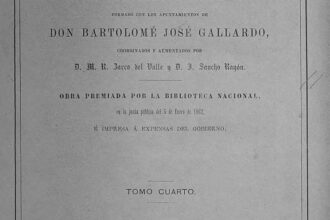 FORMADO CON LOS APUNTAMIENTOS DE
DON BARTOLOMÉ JOSÉ GALLARDO,
COORDINADOS Y AUMENTADOS POR
D. M. R. Zarco del Valle y D. J. Sancho Rayón.
OBRA PREMIADA POR LA BIBLIOTECA NACIONAL,
en la junta pública del 5 de Enero de 1862,
É IMPRESA Á EXPENSAS DEL GOBIERNO.
TOMO CUARTO.